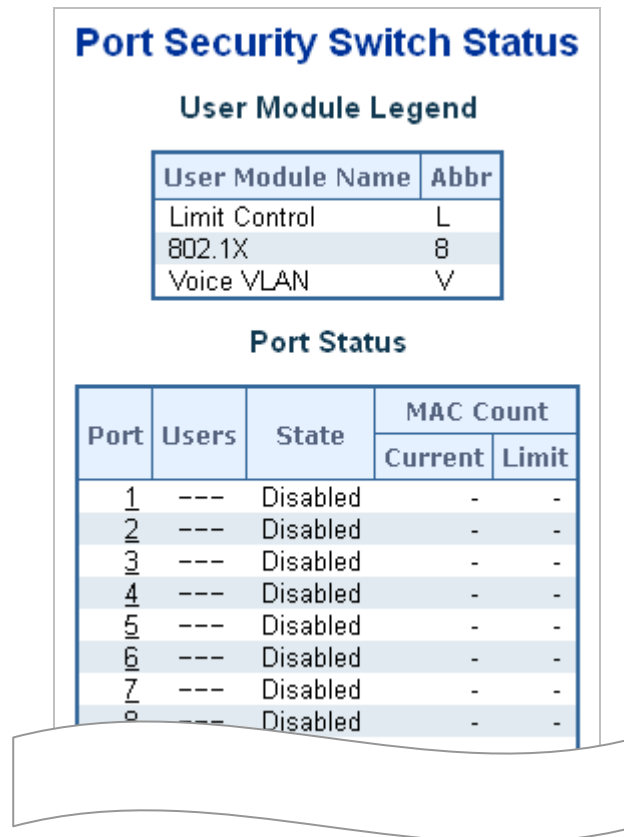 Port Security Switch Status
User Module Legend
User Module Name Abbr
Limit Control L
802.1X 8
Voice VLAN V
Port Status
Port Users State MAC Count
Current Limit
1 --- Disabled - -
2 --- Disabled - -
3 --- Disabled - -
4 --- Disabled - -
5 --- Disabled - -
6 --- Disabled - -
7 --- Disabled - -
8 --- Disabled - -